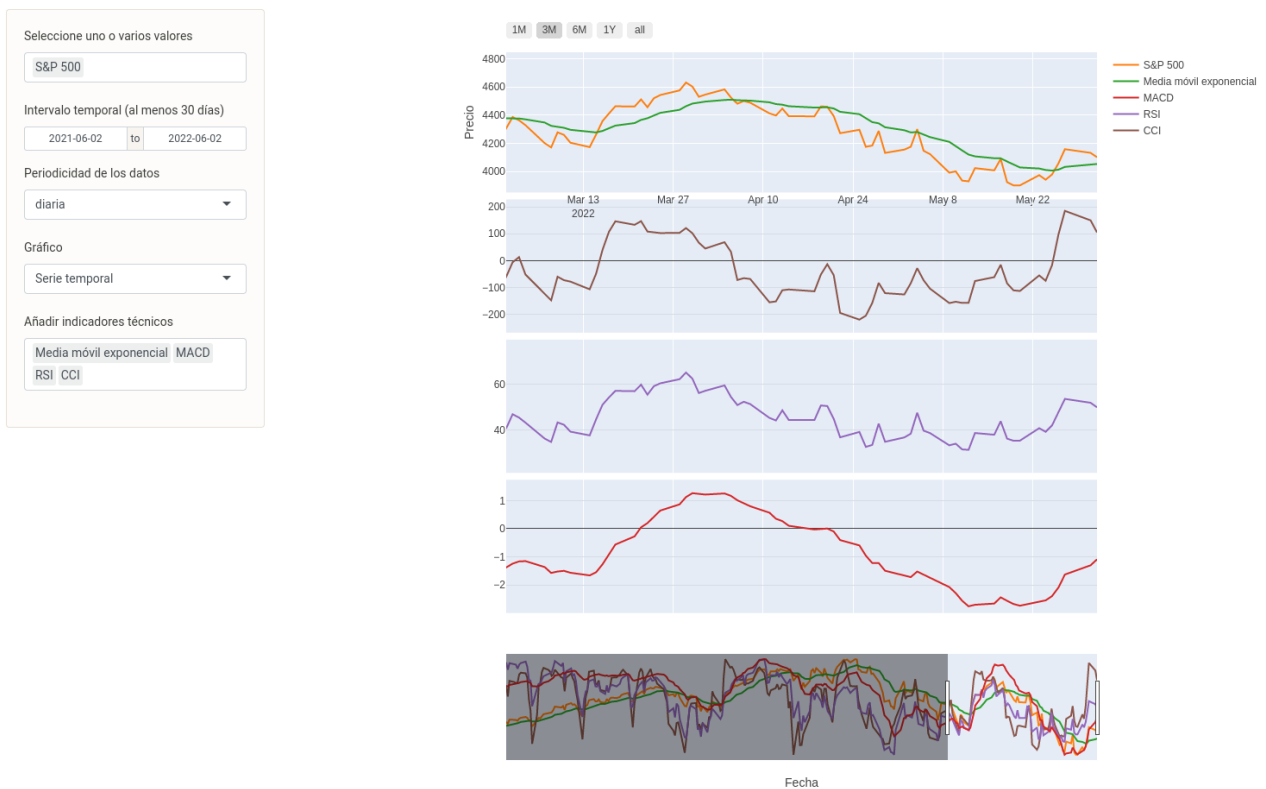 Seleccione uno o varios valores
S&P 500
Intervalo temporal (al menos 30 días)
2021-06-02 to 2022-06-02
Periodicidad de los datos
diaria
Gráfico
Serie temporal
Añadir indicadores técnicos
Media móvil exponencial MACD
RSI CCI
1M 3M 6M 1Y all
Precio
4800
4600
4400
4200
4000
Mar 13 Mar 27 Apr 10 Apr 24 May 8 May 22
2022
200
100
0
−100
−200
60
40
1
0
−1
−2
Fecha
S&P 500
Media móvil exponencial
MACD
RSI
CCI